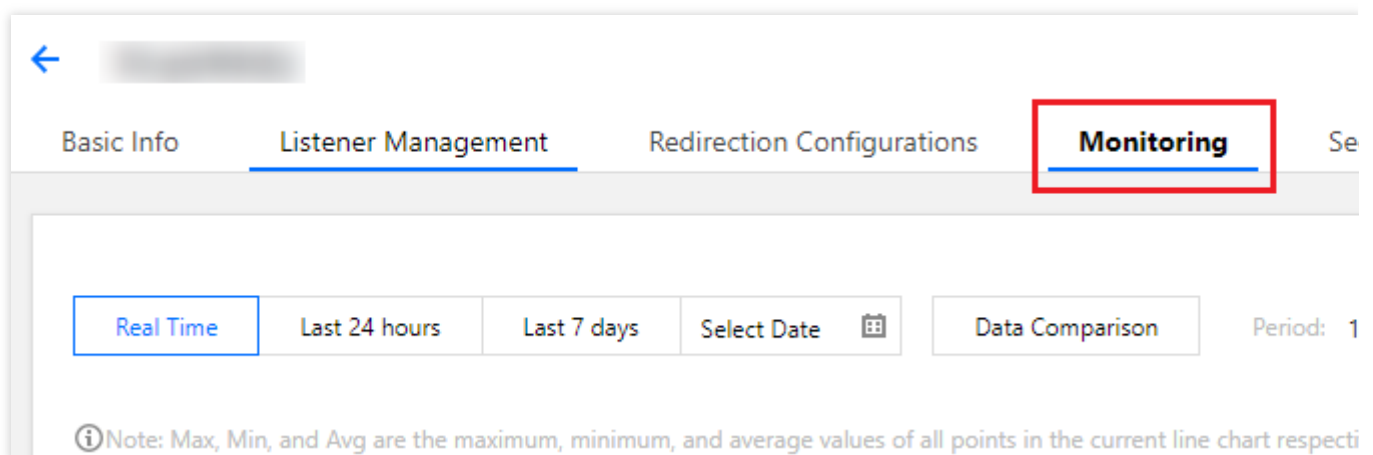 Basic Info Listener Management Redirection Configurations Monitoring
Real Time Last 24 hours Last 7 days Select Date Data Comparison Period: 1
Note: Max, Min, and Avg are the maximum, minimum, and average values of all points in the current line chart